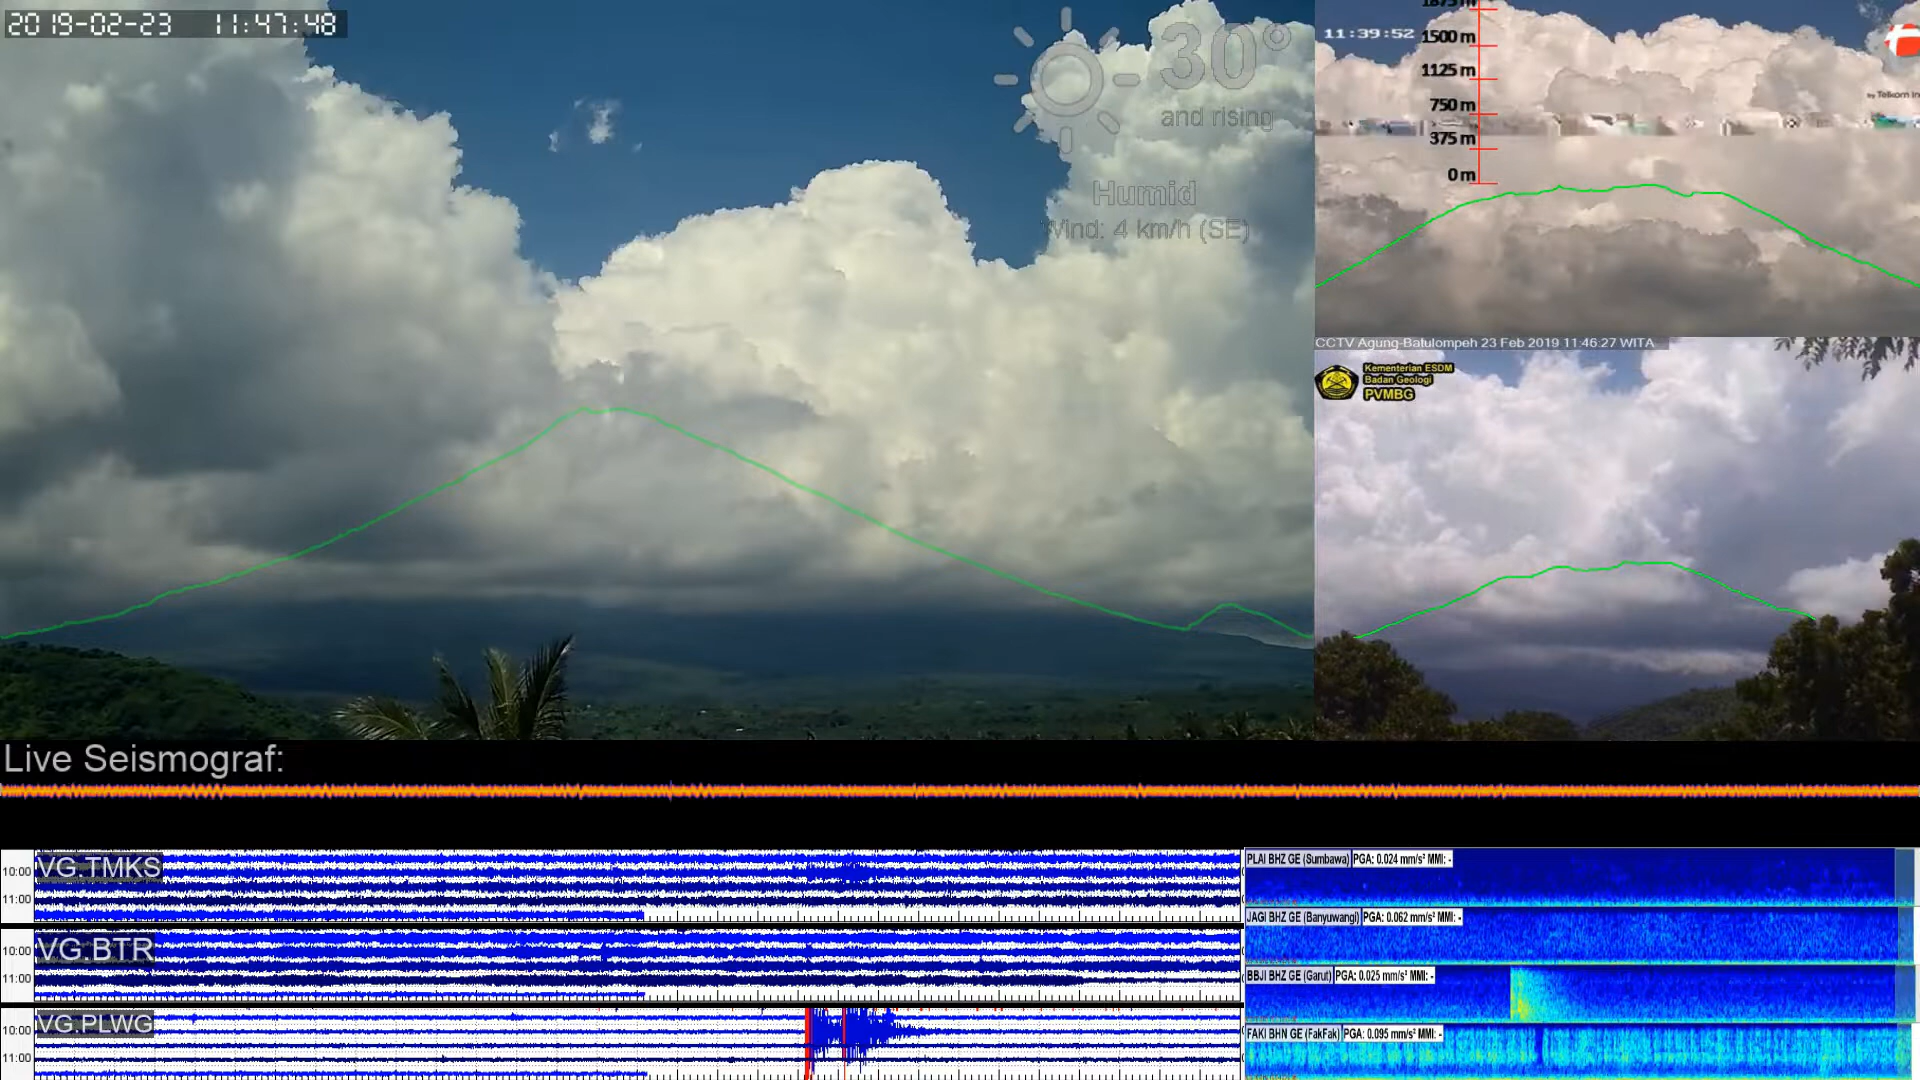 2019-02-23 11:47:48
30°
and rising
Humid
Wind: 4 km/h (SE)
11:39:52
1875 m
1500 m
1125 m
750 m
375 m
0 m
by Telkom In
CCTV Agung-Batulompeh 23 Feb 2019 11:46:27 WITA
Kementerian ESDM
Badan Geologi
PVMBG
Live Seismograf:
VG.TMKS
10:00
11:00
VG.BTR
10:00
11:00
VG.PLWG
10:00
11:00
PLAI BHZ GE (Sumbawa) PGA: 0.024 mm/s² MMI: -
JAGI BHZ GE (Banyuwangi) PGA: 0.062 mm/s² MMI: -
BBJI BHZ GE (Garut) PGA: 0.025 mm/s² MMI: -
FAKI BHN GE (FakFak) PGA: 0.095 mm/s² MMI: -